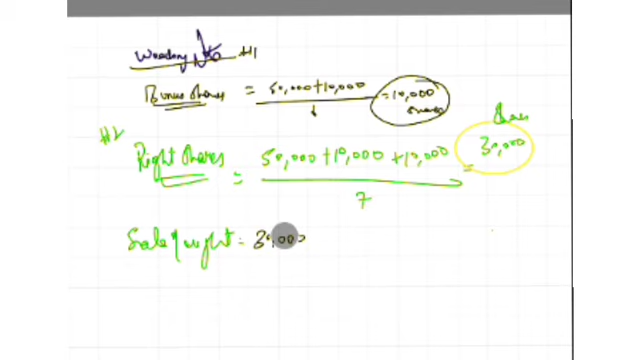 Working Note #1
Bonus shares = 50,000+10,000 / 6 = 10,000 shares
#2
Right shares = 50,000+10,000+10,000 / 7 = 30,000 shares
Sale of right = 30,000